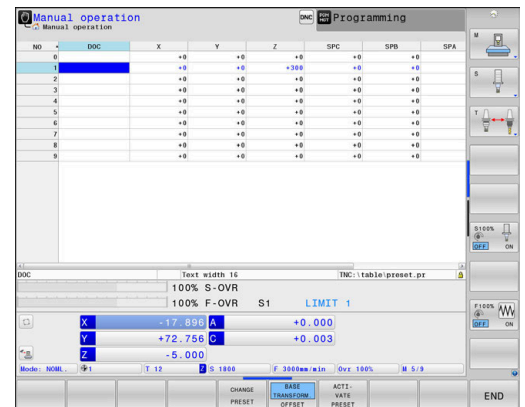 Manual operation
Manual operation
DNC
Programming
NO DOC X Y Z SPC SPB SPA
0 +0 +0 +0 +0 +0
1 +0 +0 +300 +0 +0
2 +0 +0 +0 +0 +0
3 +0 +0 +0 +0 +0
4 +0 +0 +0 +0 +0
5 +0 +0 +0 +0 +0
6 +0 +0 +0 +0 +0
7 +0 +0 +0 +0 +0
8 +0 +0 +0 +0 +0
9 +0 +0 +0 +0 +0
DOC Text width 16 TNC:\table\preset.pr
100% S-OVR
100% F-OVR S1 LIMIT 1
X -17.896 A +0.000
Y +72.756 C +0.003
Z -5.000
Mode: NOML. 1 T 12 Z S 1800 F 3000mm/min Ovr 100% M 5/9
CHANGE PRESET
BASE TRANSFORM. OFFSET
ACTI- VATE PRESET
END
M
S
T
S100%
OFF ON
F100%
OFF ON